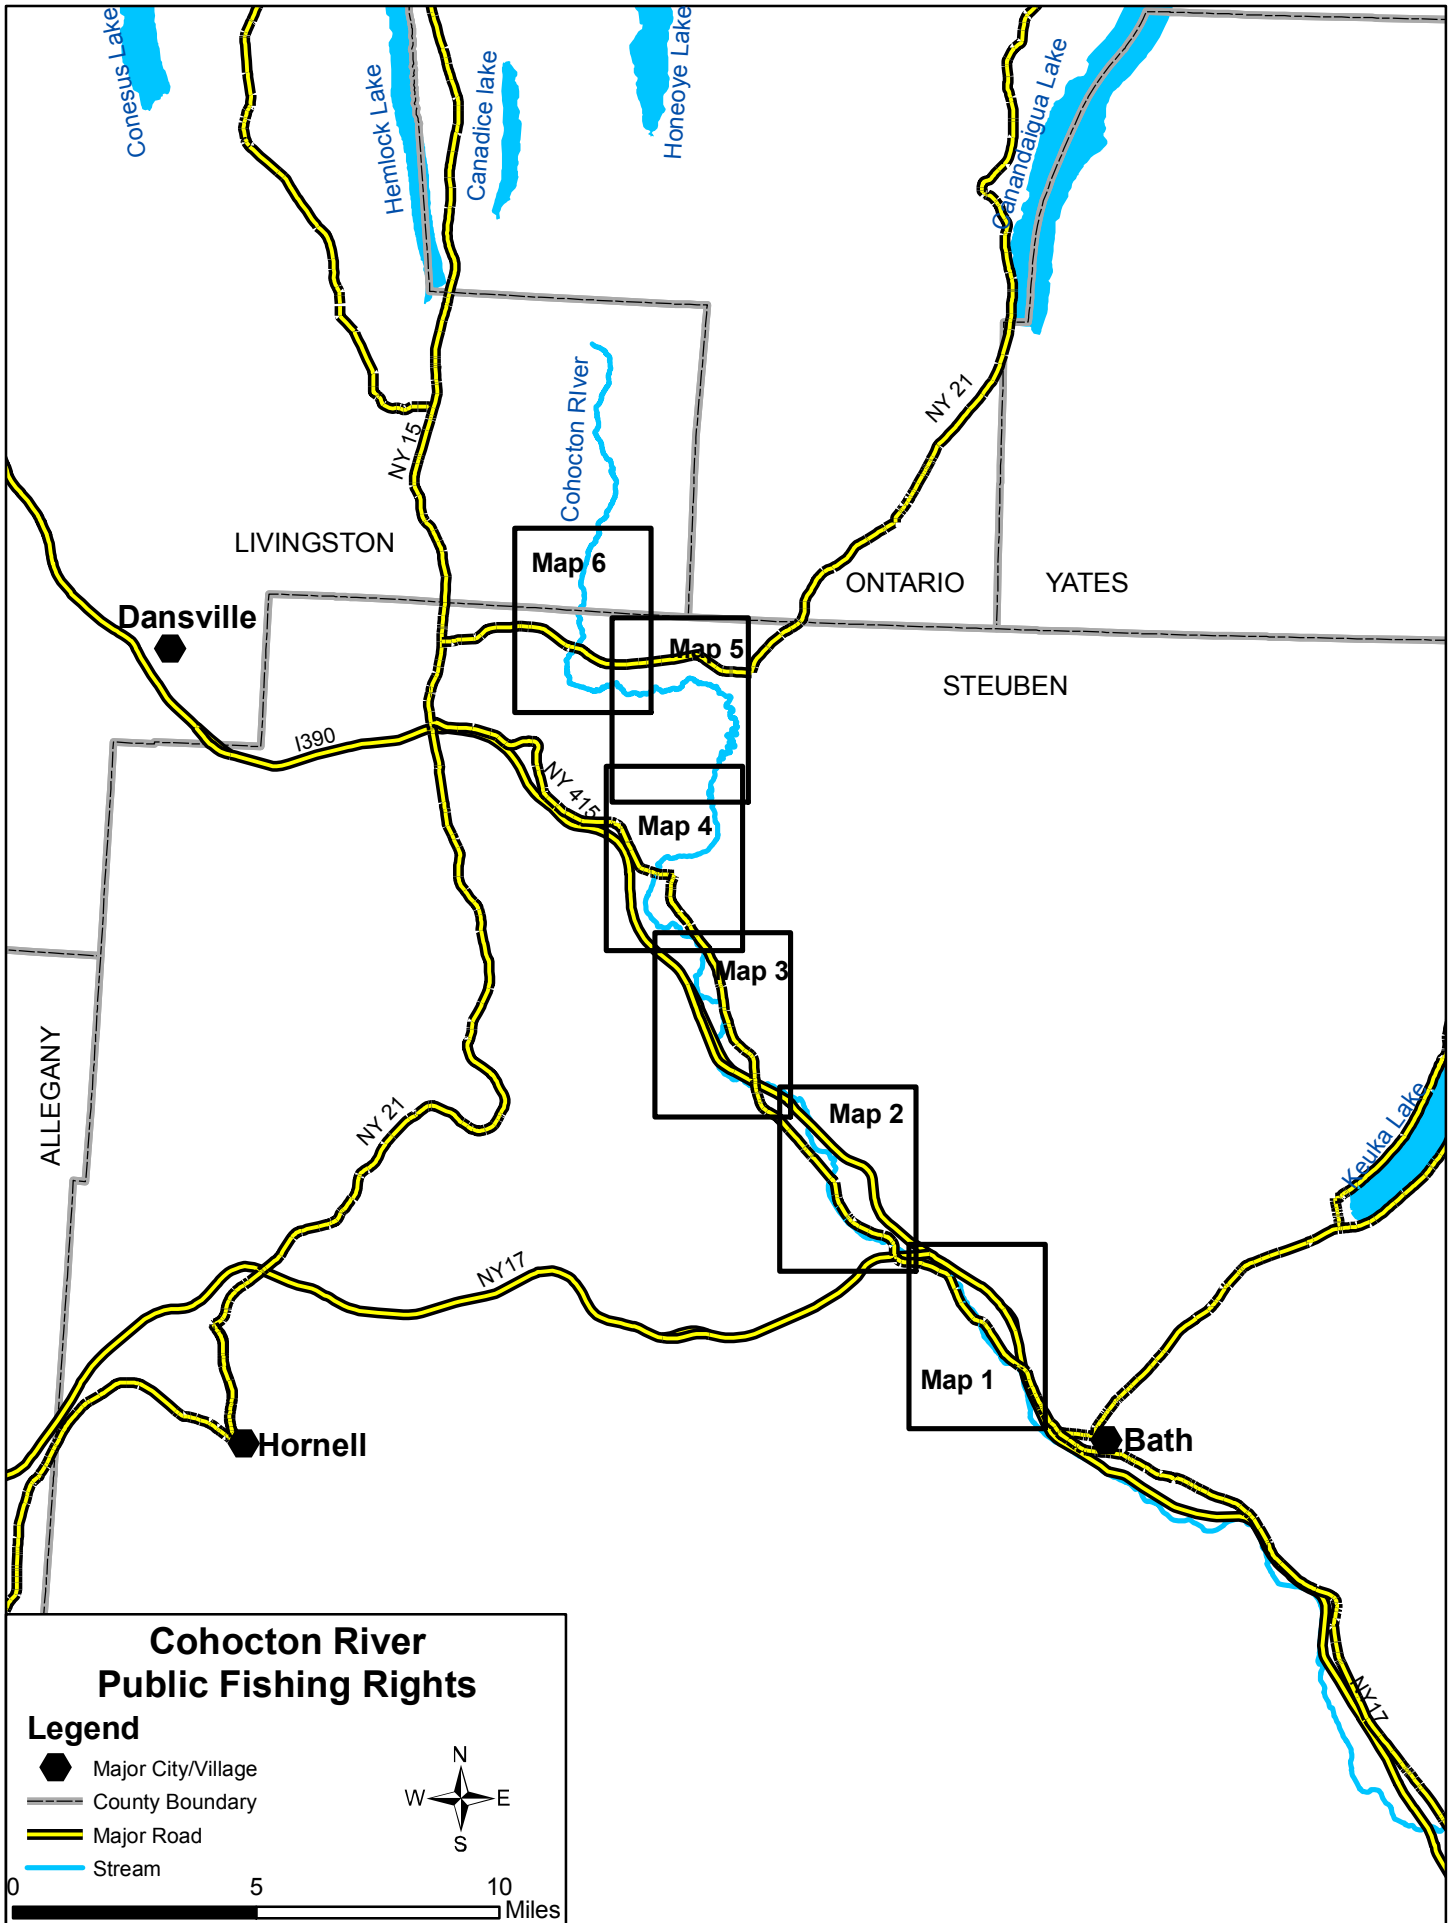 Conesus Lake
Hemlock Lake
Canadice lake
Honeoye Lake
Canandaigua Lake
Cohocton RIver
NY 21
NY 15
LIVINGSTON
Map 6
ONTARIO
YATES
Dansville
Map 5
STEUBEN
I390
NY 415
Map 4
Map 3
ALLEGANY
NY 21
Map 2
Keuka Lake
NY17
Map 1
Hornell
Bath
NY17
Cohocton River
Public Fishing Rights
Legend
Major City/Village
County Boundary
Major Road
Stream
N
W E
S
0 5 10
Miles